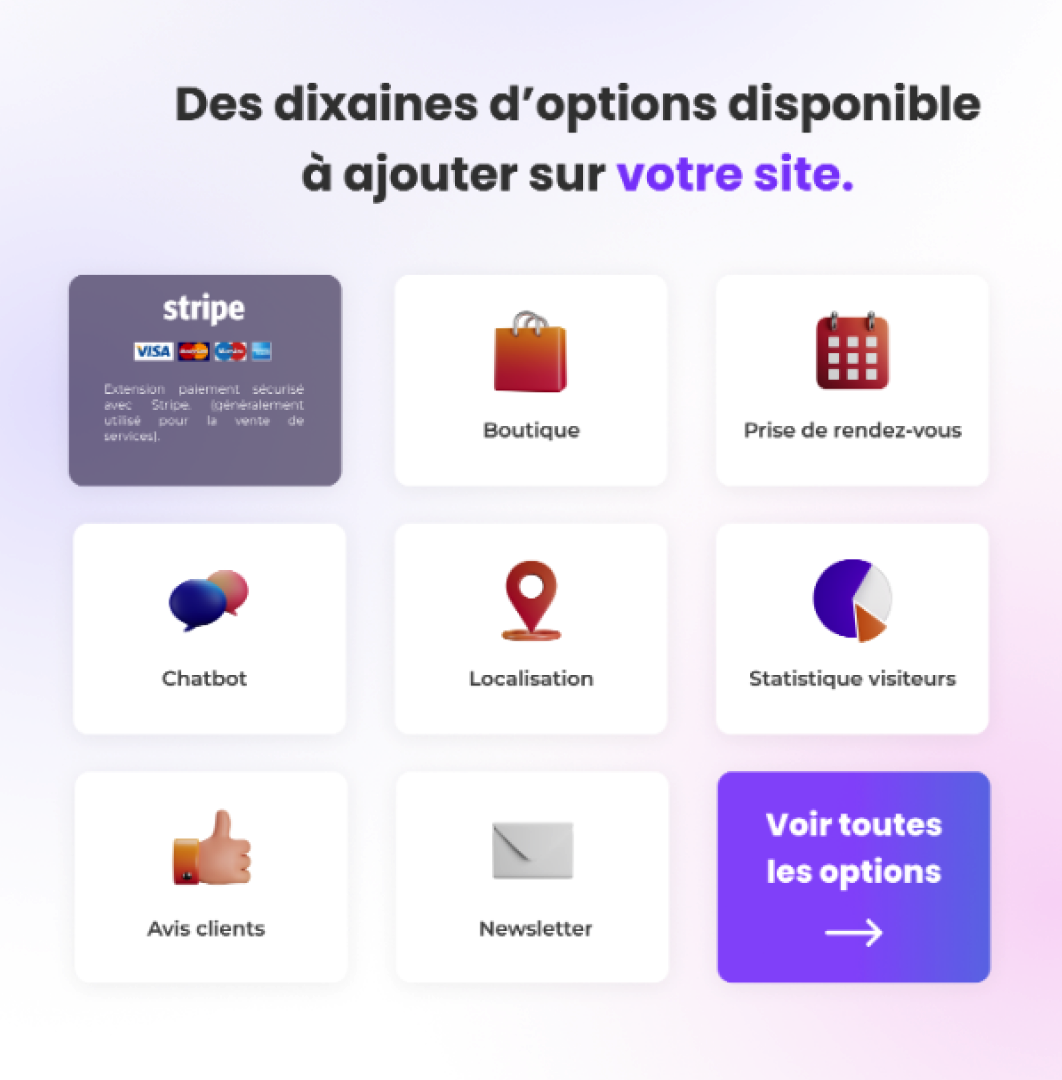 Des dixaines d’options disponible
à ajouter sur votre site.
stripe
VISA
Extension paiement sécurisé
avec Stripe. (généralement
utilisé pour la vente de
services).
Boutique
Prise de rendez-vous
Chatbot
Localisation
Statistique visiteurs
Avis clients
Newsletter
Voir toutes
les options